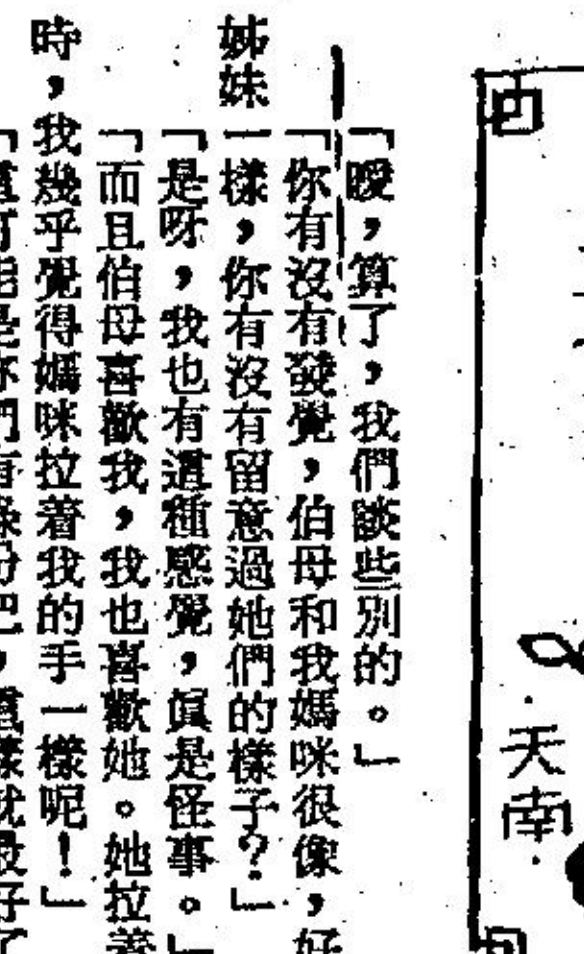 天南
「曖，算了，我們談些別的。」
「你有沒有發覺，伯母和我媽咪很像，好
姊妹一樣，你有沒有留意過她們的樣子？」
「是呀，我也有這種感覺，眞是怪事。」
「而且伯母喜歡我，我也喜歡她。她拉着
時，我幾乎覺得媽咪拉着我的手一樣呢！」